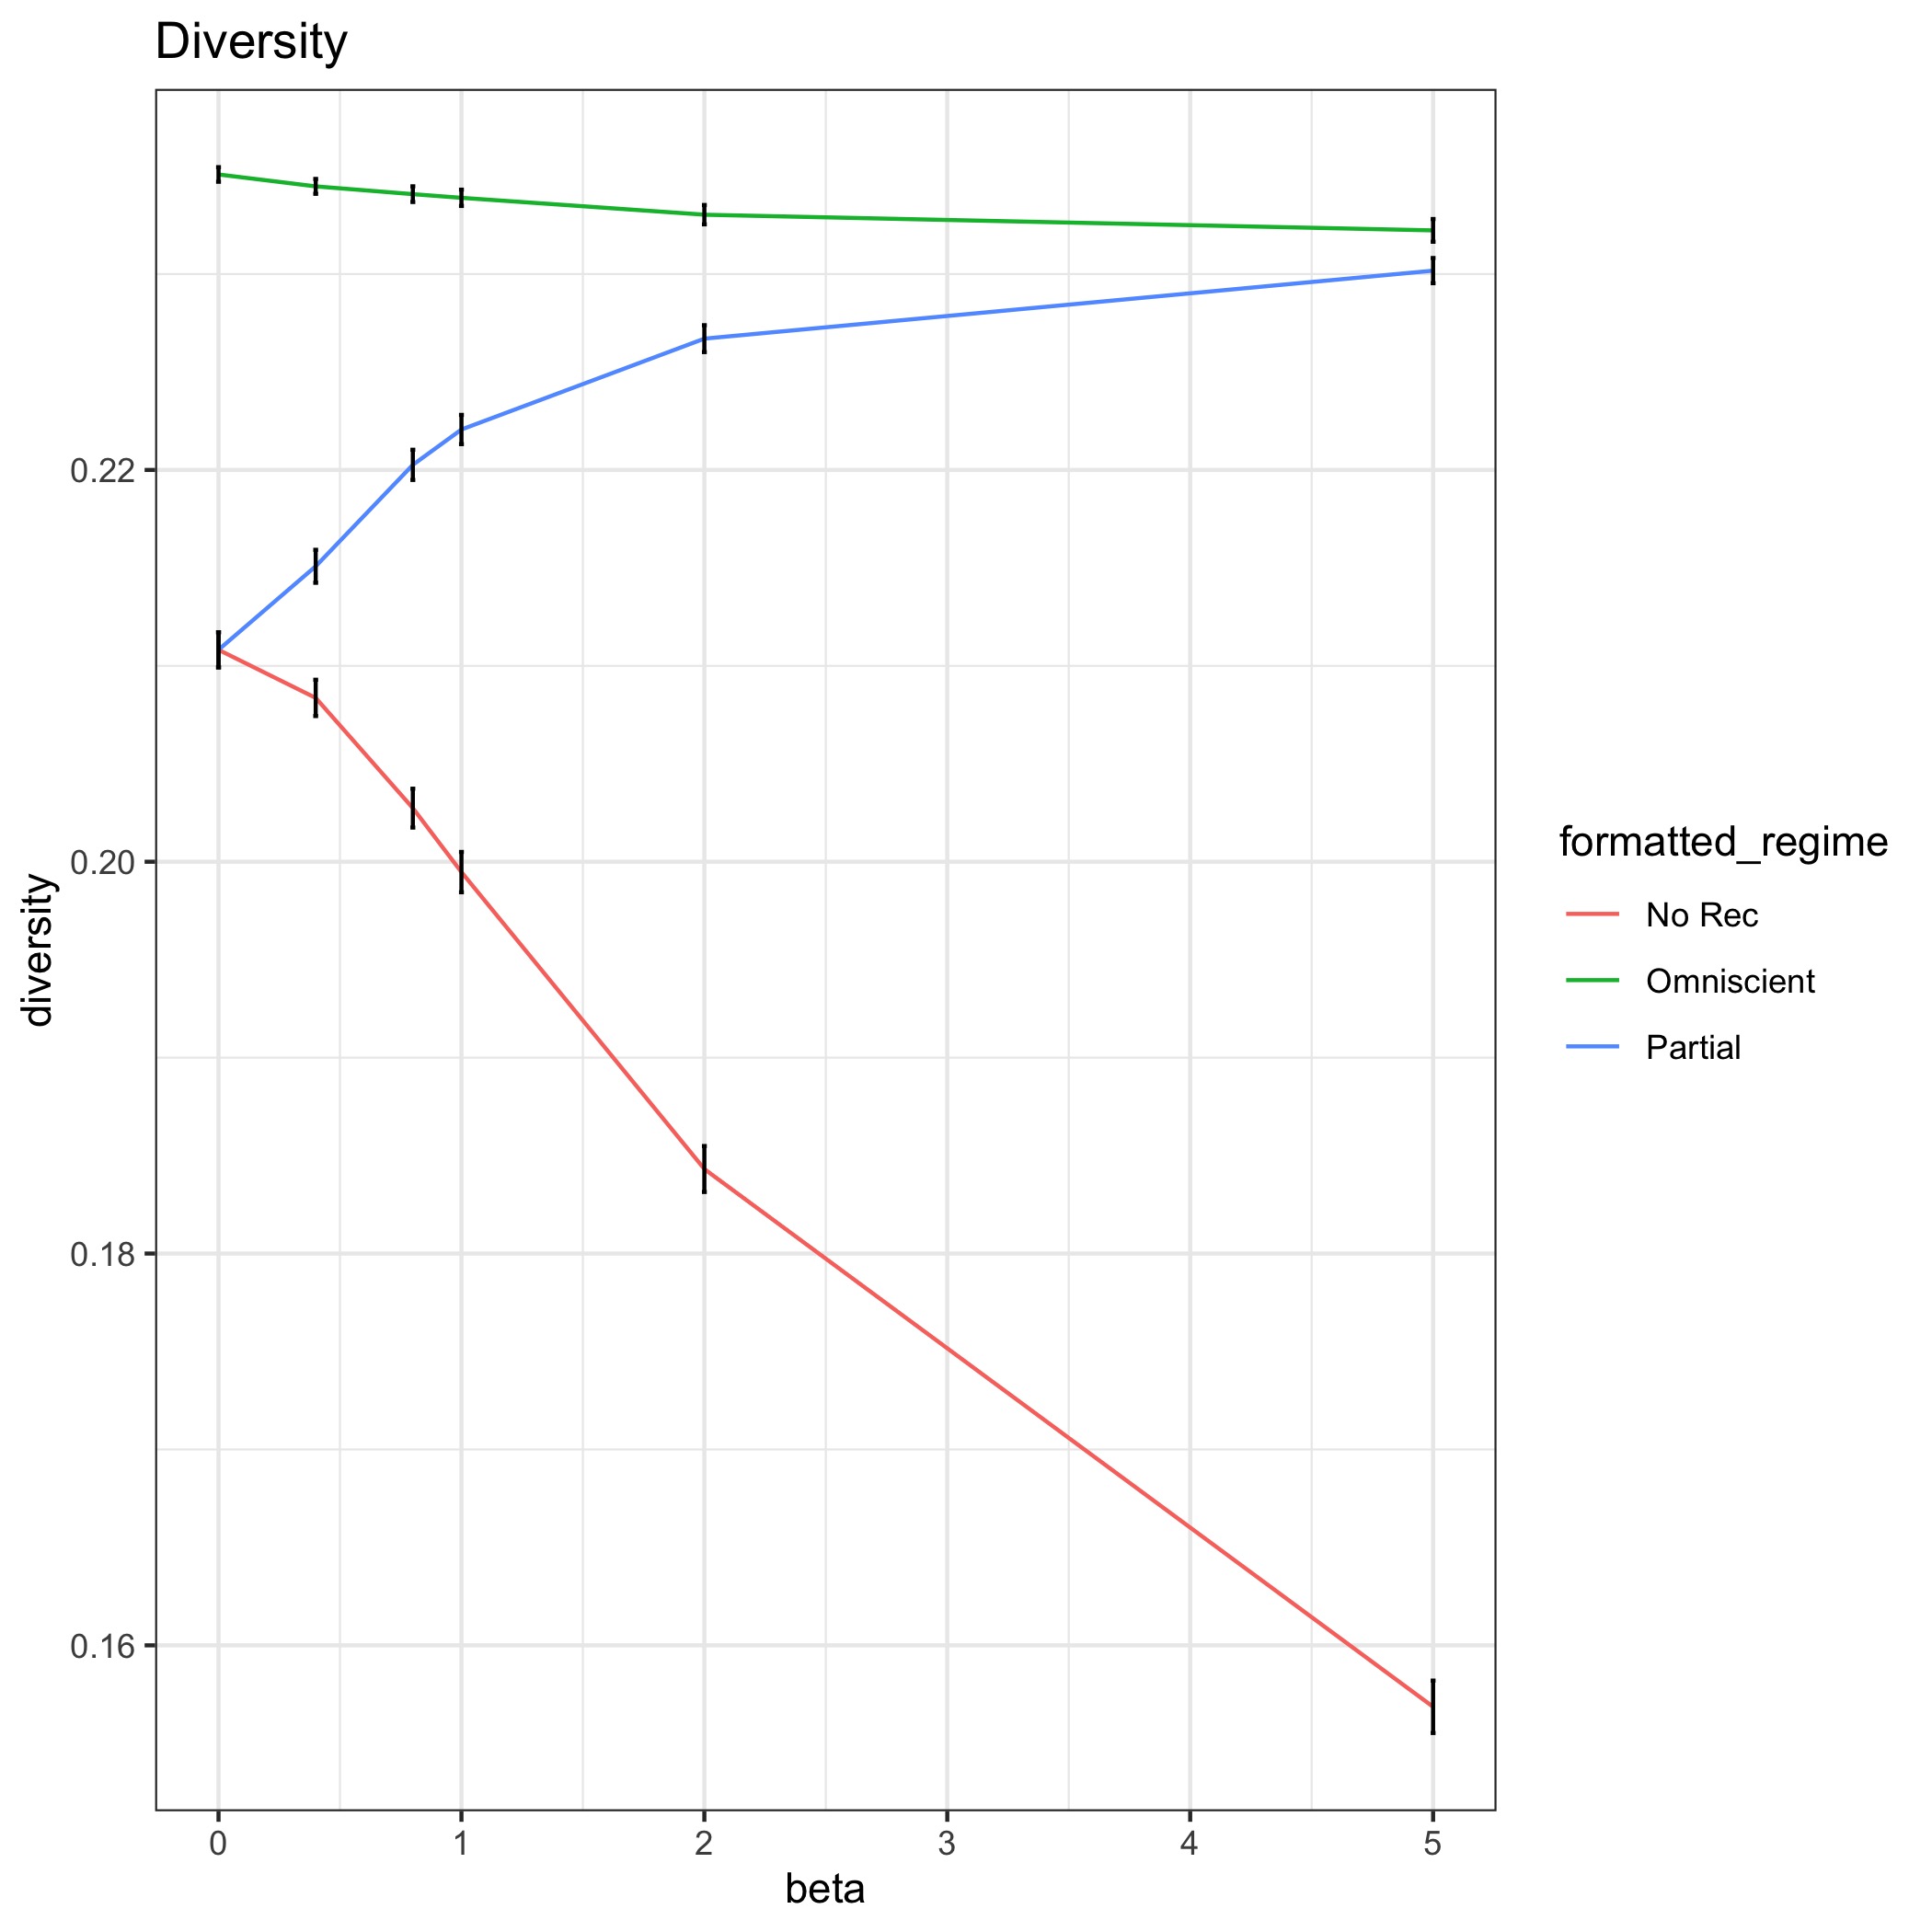 Diversity
diversity
0.22
0.20
0.18
0.16
0
1
2
3
4
5
beta
formatted_regime
No Rec
Omniscient
Partial